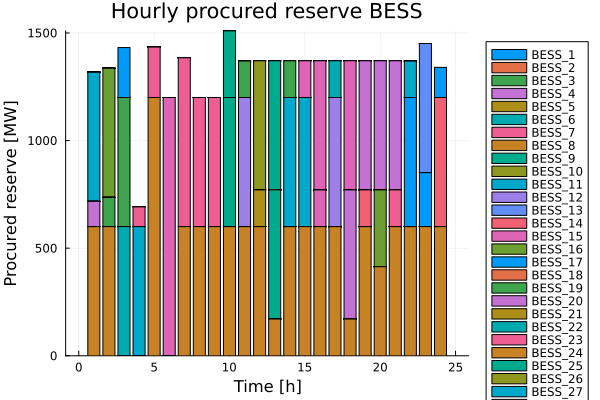 Hourly procured reserve BESS
Procured reserve [MW]
1500
1000
500
0
0
5
10
15
20
25
Time [h]
BESS_1
BESS_2
BESS_3
BESS_4
BESS_5
BESS_6
BESS_7
BESS_8
BESS_9
BESS_10
BESS_11
BESS_12
BESS_13
BESS_14
BESS_15
BESS_16
BESS_17
BESS_18
BESS_19
BESS_20
BESS_21
BESS_22
BESS_23
BESS_24
BESS_25
BESS_26
BESS_27